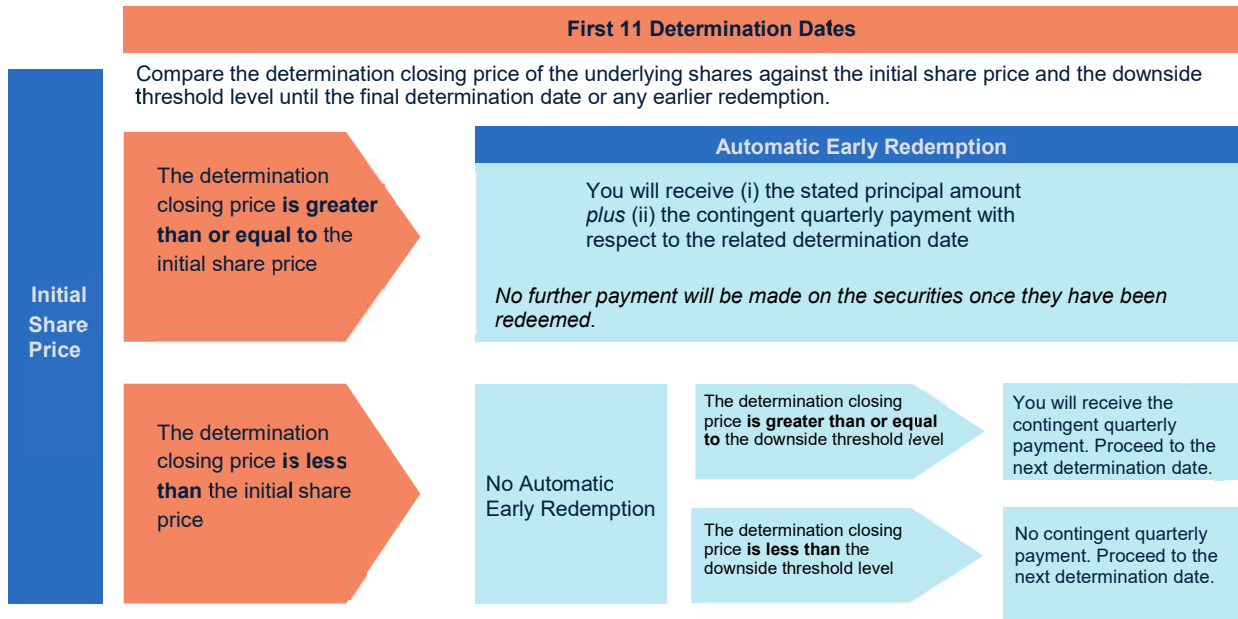 First 11 Determination Dates
Compare the determination closing price of the underlying shares against the initial share price and the downside
threshold level until the final determination date or any earlier redemption.
Initial
Share
Price
The determination
closing price is greater
than or equal to the
initial share price
Automatic Early Redemption
You will receive (i) the stated principal amount
plus (ii) the contingent quarterly payment with
respect to the related determination date
No further payment will be made on the securities once they have been
redeemed.
The determination
closing price is less
than the initial share
price
No Automatic
Early Redemption
The determination closing
price is greater than or equal
to the downside threshold level
You will receive the
contingent quarterly
payment. Proceed to the
next determination date.
The determination closing
price is less than the
downside threshold level
No contingent quarterly
payment. Proceed to the
next determination date.